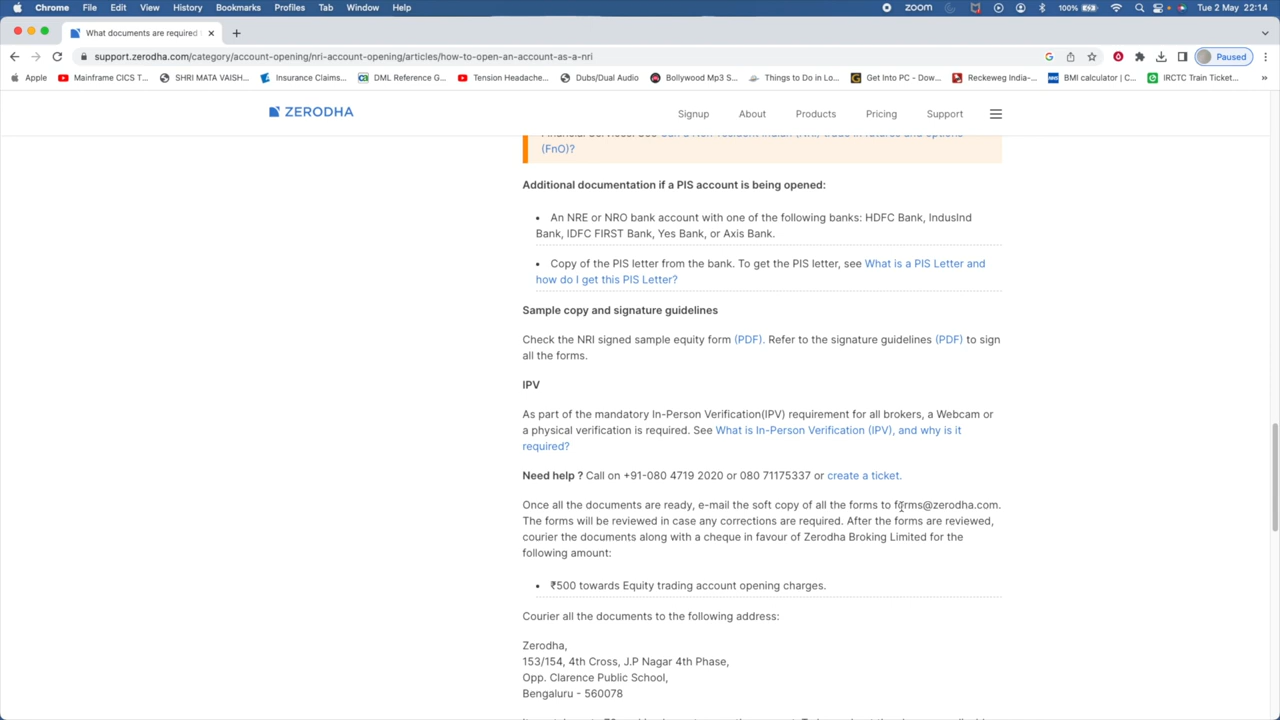 Chrome File Edit View History Bookmarks Profiles Tab Window Help zoom 100% Tue 2 May 22:14
What documents are required
support.zerodha.com/category/account-opening/nri-account-opening/articles/how-to-open-an-account-as-a-nri Paused
Apple Mainframe CICS T... SHRI MATA VAISH... Insurance Claims... DML Reference G... Tension Headache... Dubs/Dual Audio Bollywood Mp3 S... Things to Do in Lo... Get Into PC - Dow... Reckeweg India-... BMI calculator | C... IRCTC Train Ticket... »
ZERODHA Signup About Products Pricing Support
(FnO)?
Additional documentation if a PIS account is being opened:
• An NRE or NRO bank account with one of the following banks: HDFC Bank, IndusInd
Bank, IDFC FIRST Bank, Yes Bank, or Axis Bank.
• Copy of the PIS letter from the bank. To get the PIS letter, see What is a PIS Letter and
how do I get this PIS Letter?
Sample copy and signature guidelines
Check the NRI signed sample equity form (PDF). Refer to the signature guidelines (PDF) to sign
all the forms.
IPV
As part of the mandatory In-Person Verification(IPV) requirement for all brokers, a Webcam or
a physical verification is required. See What is In-Person Verification (IPV), and why is it
required?
Need help ? Call on +91-080 4719 2020 or 080 71175337 or create a ticket.
Once all the documents are ready, e-mail the soft copy of all the forms to forms@zerodha.com.
The forms will be reviewed in case any corrections are required. After the forms are reviewed,
courier the documents along with a cheque in favour of Zerodha Broking Limited for the
following amount:
• ₹500 towards Equity trading account opening charges.
Courier all the documents to the following address:
Zerodha,
153/154, 4th Cross, J.P Nagar 4th Phase,
Opp. Clarence Public School,
Bengaluru - 560078